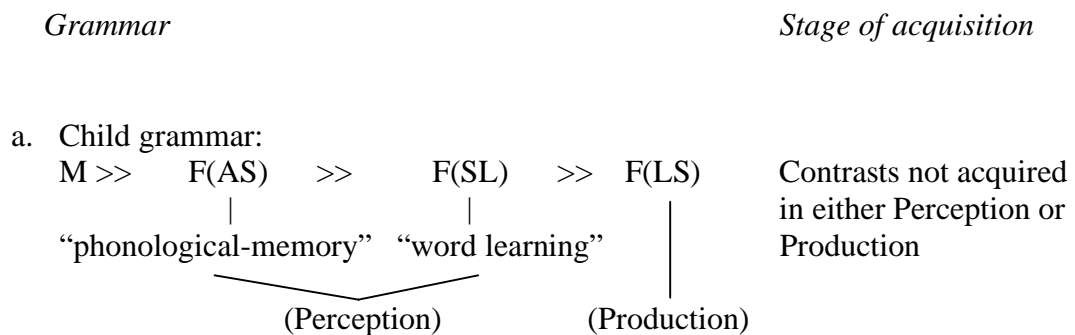 Grammar Stage of acquisition
a. Child grammar:
M >> F(AS) >> F(SL) >> F(LS) Contrasts not acquired
in either Perception or
“phonological-memory” “word learning” Production
(Perception) (Production)